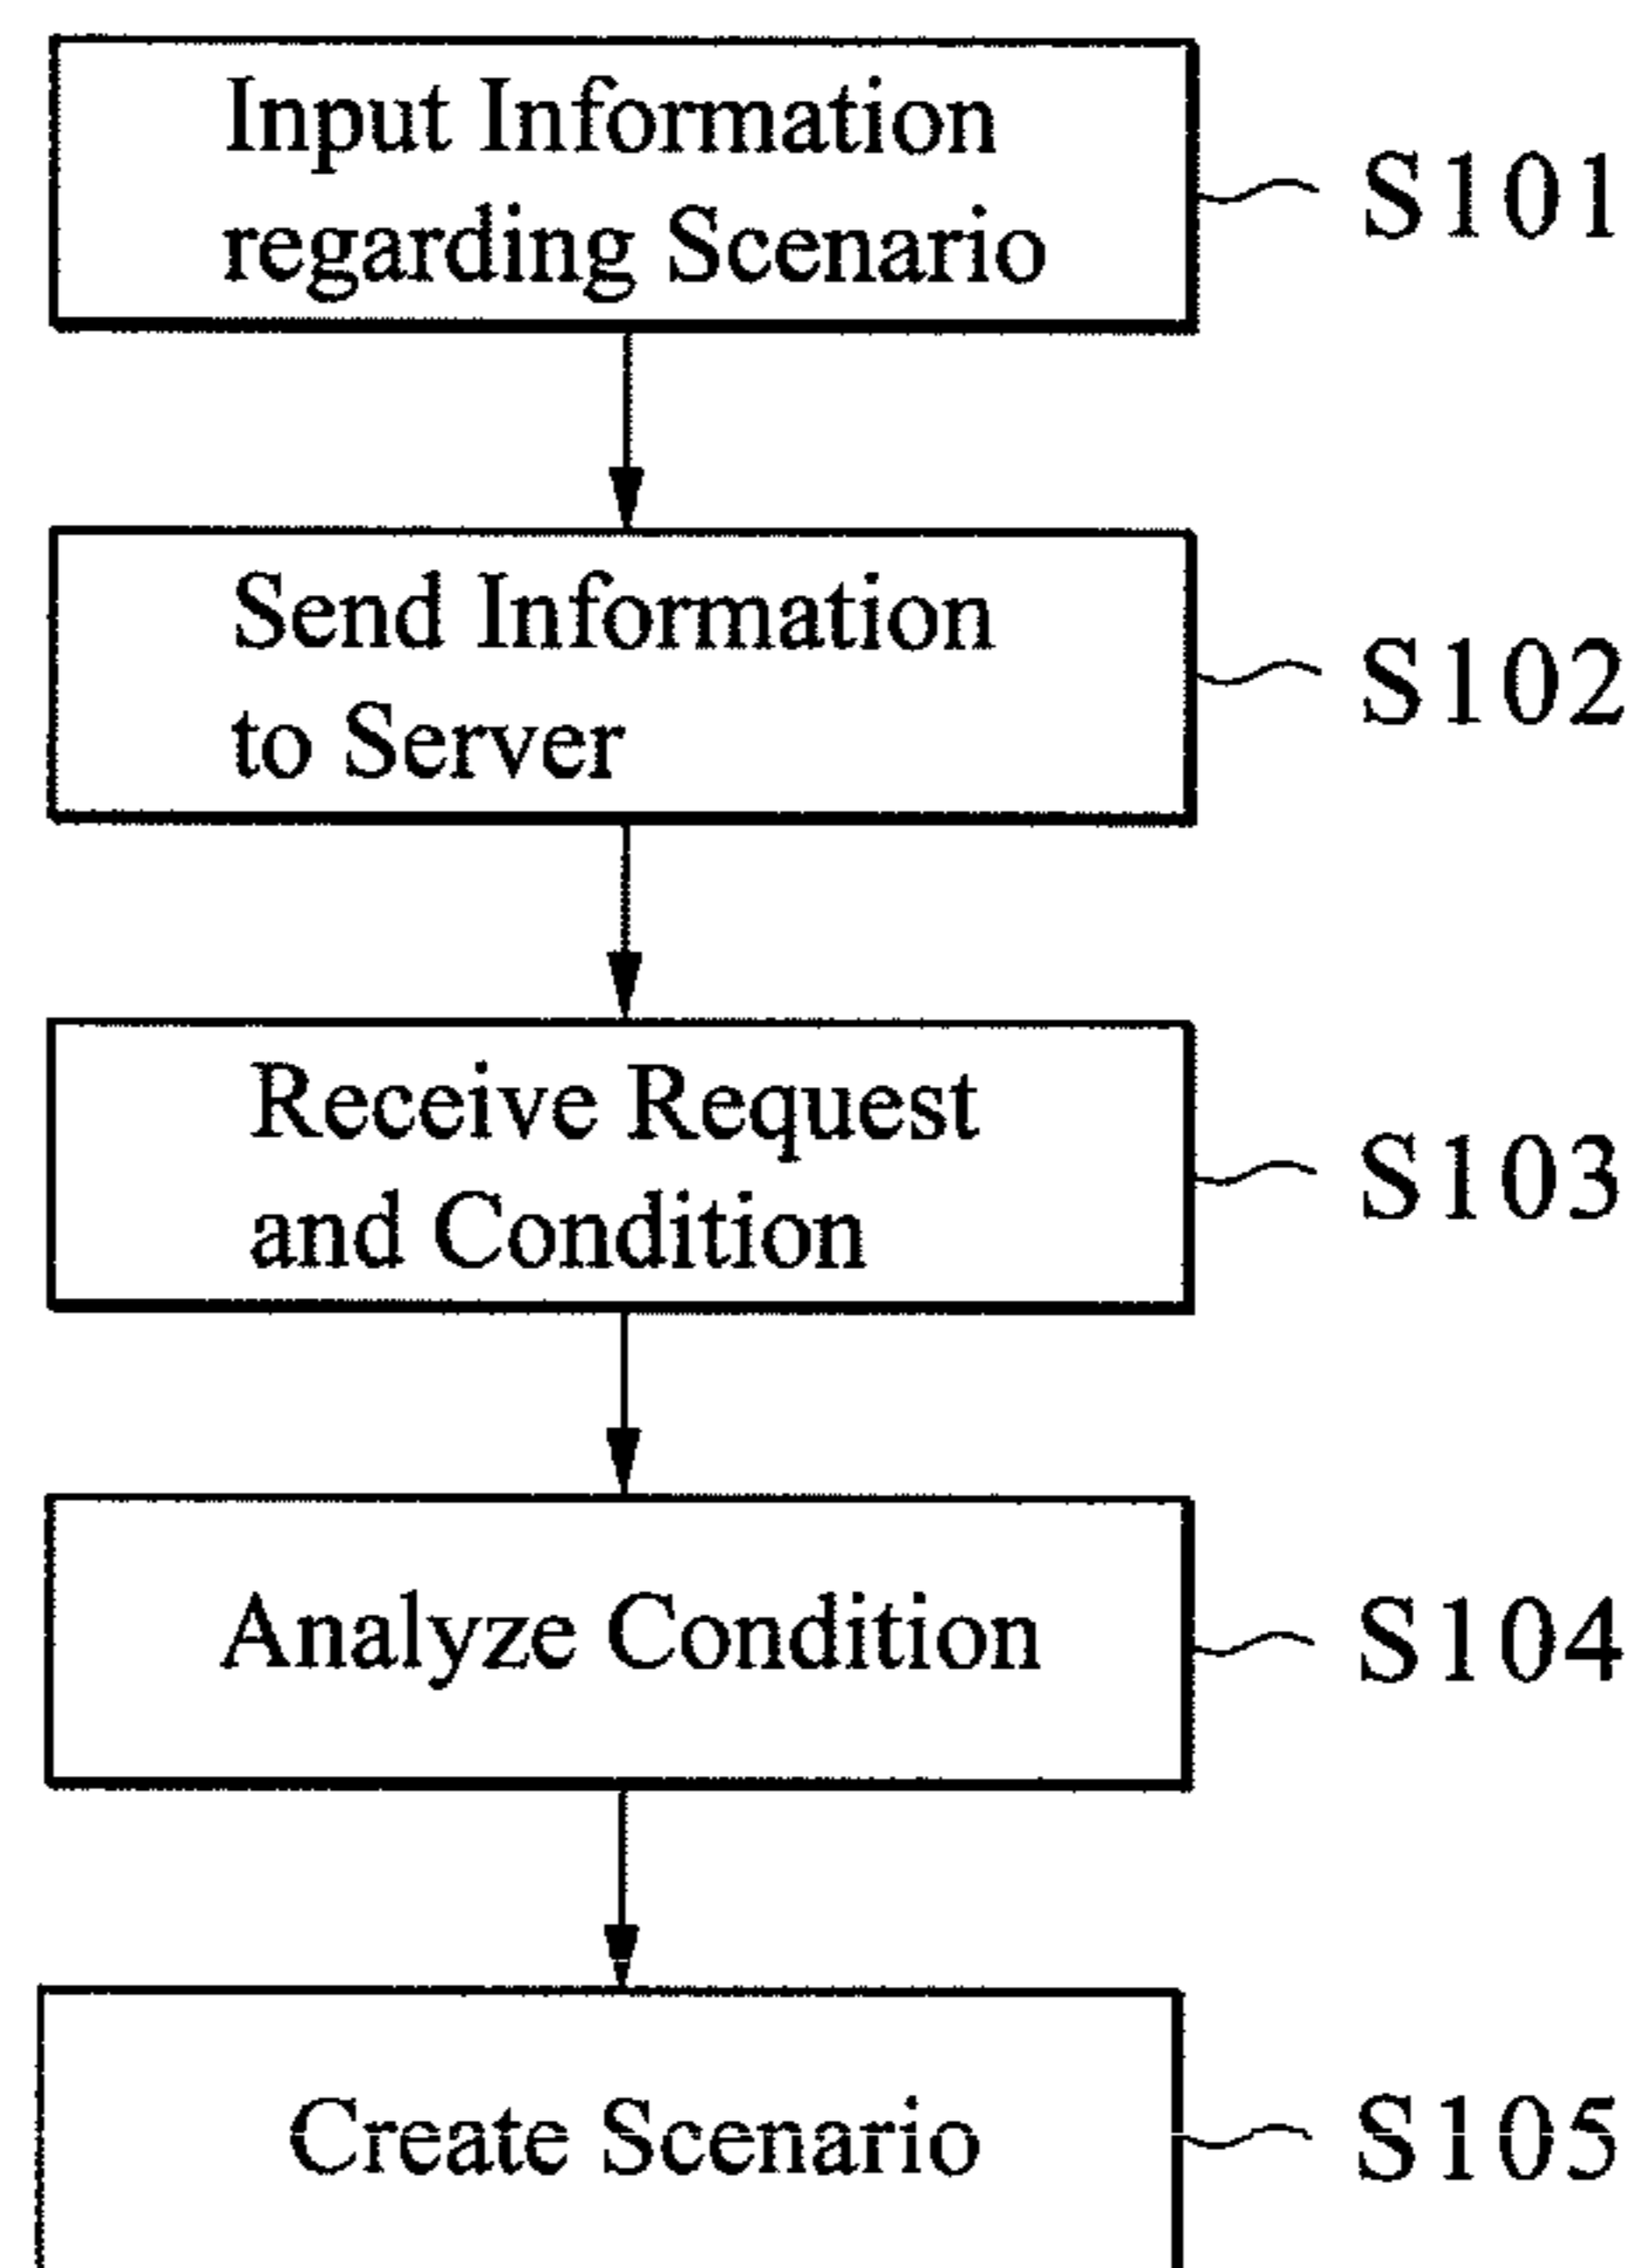 Input Information
regarding Scenario
S101
Send Information
to Server
S102
Receive Request
and Condition
S103
Analyze Condition
S104
Create Scenario
S105